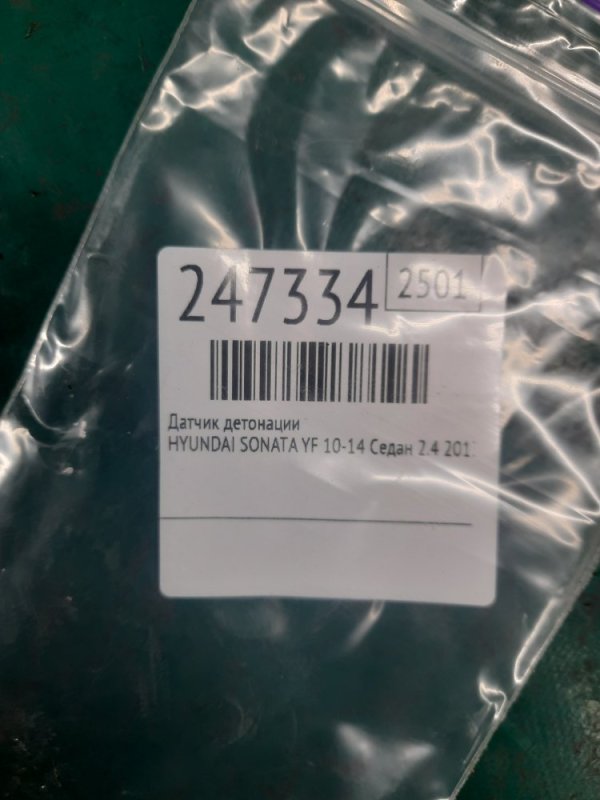 247334 2501
Датчик детонации
HYUNDAI SONATA YF 10-14 Седан 2.4